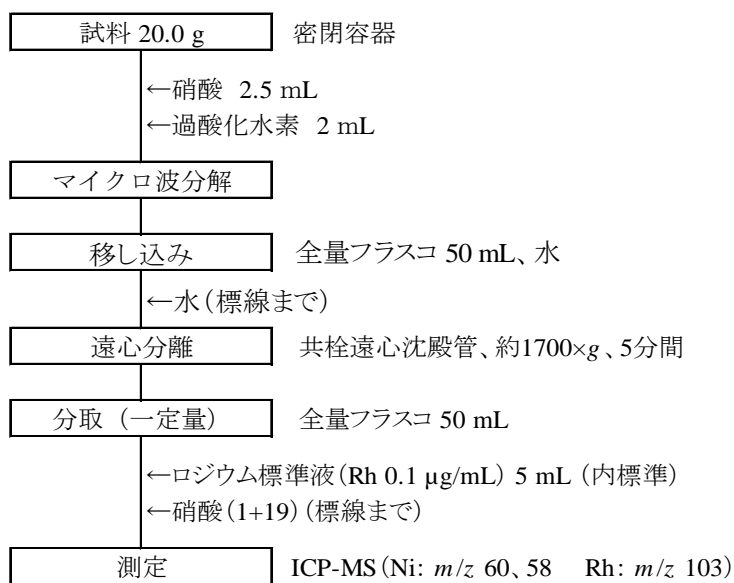 試料 20.0 g 密閉容器
←硝酸 2.5 mL
←過酸化水素 2 mL
マイクロ波分解
移し込み 全量フラスコ 50 mL、水
←水(標線まで)
遠心分離 共栓遠心沈殿管、約1700×g 、5分間
分取 (一定量) 全量フラスコ 50 mL
←ロジウム標準液(Rh 0.1 µg/mL) 5 mL (内標準)
←硝酸(1+19) (標線まで)
測定 ICP-MS(Ni: m/z 60、58 Rh: m/z 103)